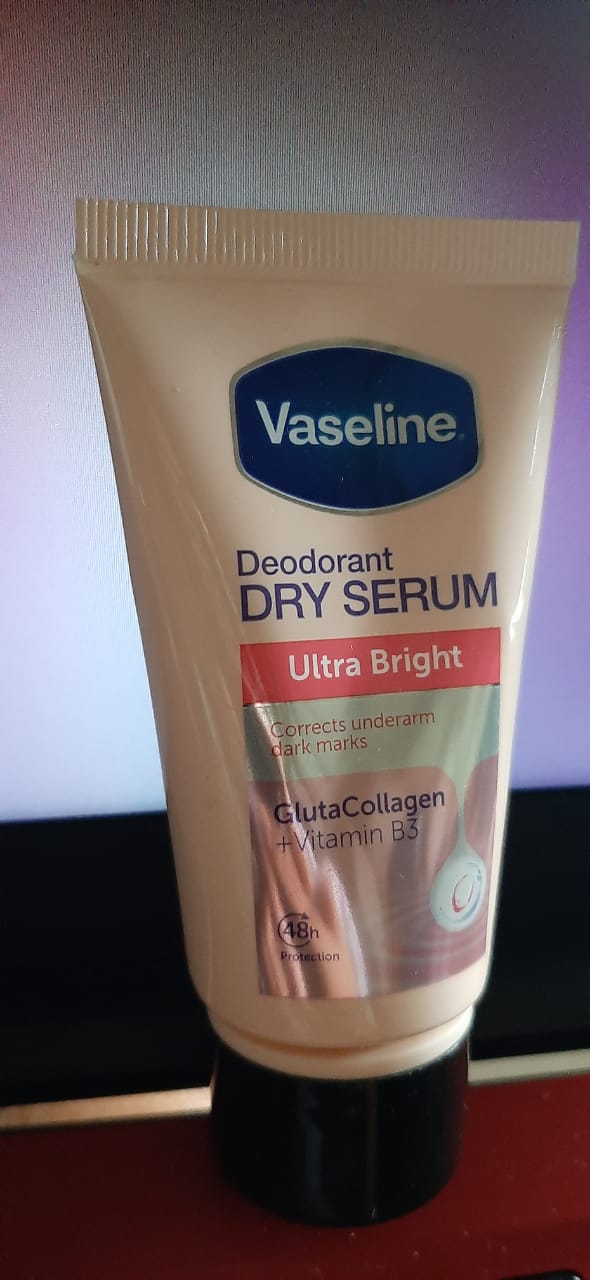 Vaseline
Deodorant
DRY SERUM
Ultra Bright
Corrects underarm
dark marks
GlutaCollagen
+Vitamin B3
48h
Protection